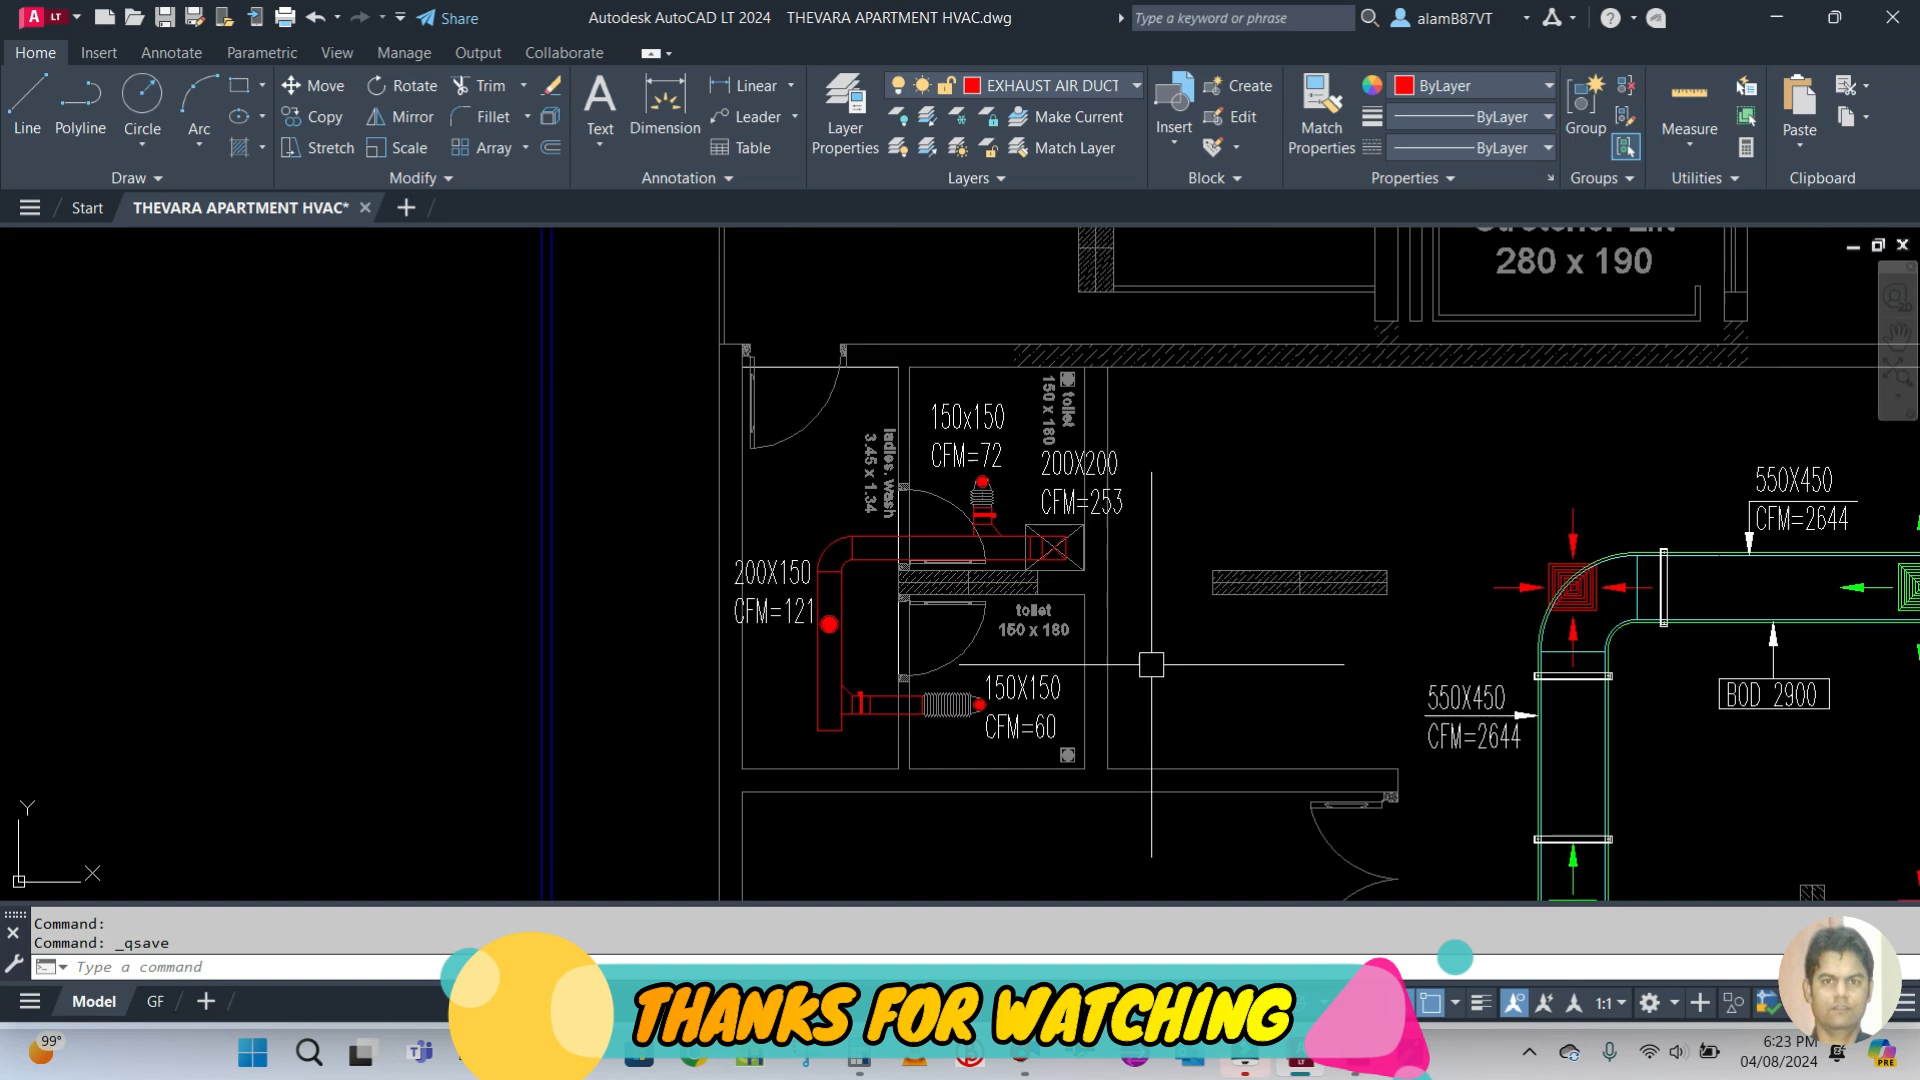 A LT
Share
Autodesk AutoCAD LT 2024 THEVARA APARTMENT HVAC.dwg
Type a keyword or phrase
alamB87VT
Home Insert Annotate Parametric View Manage Output Collaborate
Line Polyline Circle Arc
Move Rotate Trim
Copy Mirror Fillet
Stretch Scale Array
Text Dimension
Linear
Leader
Table
Layer Properties
EXHAUST AIR DUCT
Make Current
Match Layer
Insert
Create
Edit
Match Properties
ByLayer
ByLayer
ByLayer
Group
Measure
Paste
Draw Modify Annotation Layers Block Properties Groups Utilities Clipboard
Start THEVARA APARTMENT HVAC*
280 x 190
150x150
CFM=72
toilet
150 x 180
ladies. wash
3.45 x 1.34
200X200
CFM=253
550X450
CFM=2644
200X150
CFM=121
toilet
150 x 180
150X150
CFM=60
550X450
CFM=2644
BOD 2900
Y
X
Command:
Command: _qsave
Type a command
Model GF
1:1
THANKS FOR WATCHING
99°
6:23 PM
04/08/2024
PRE